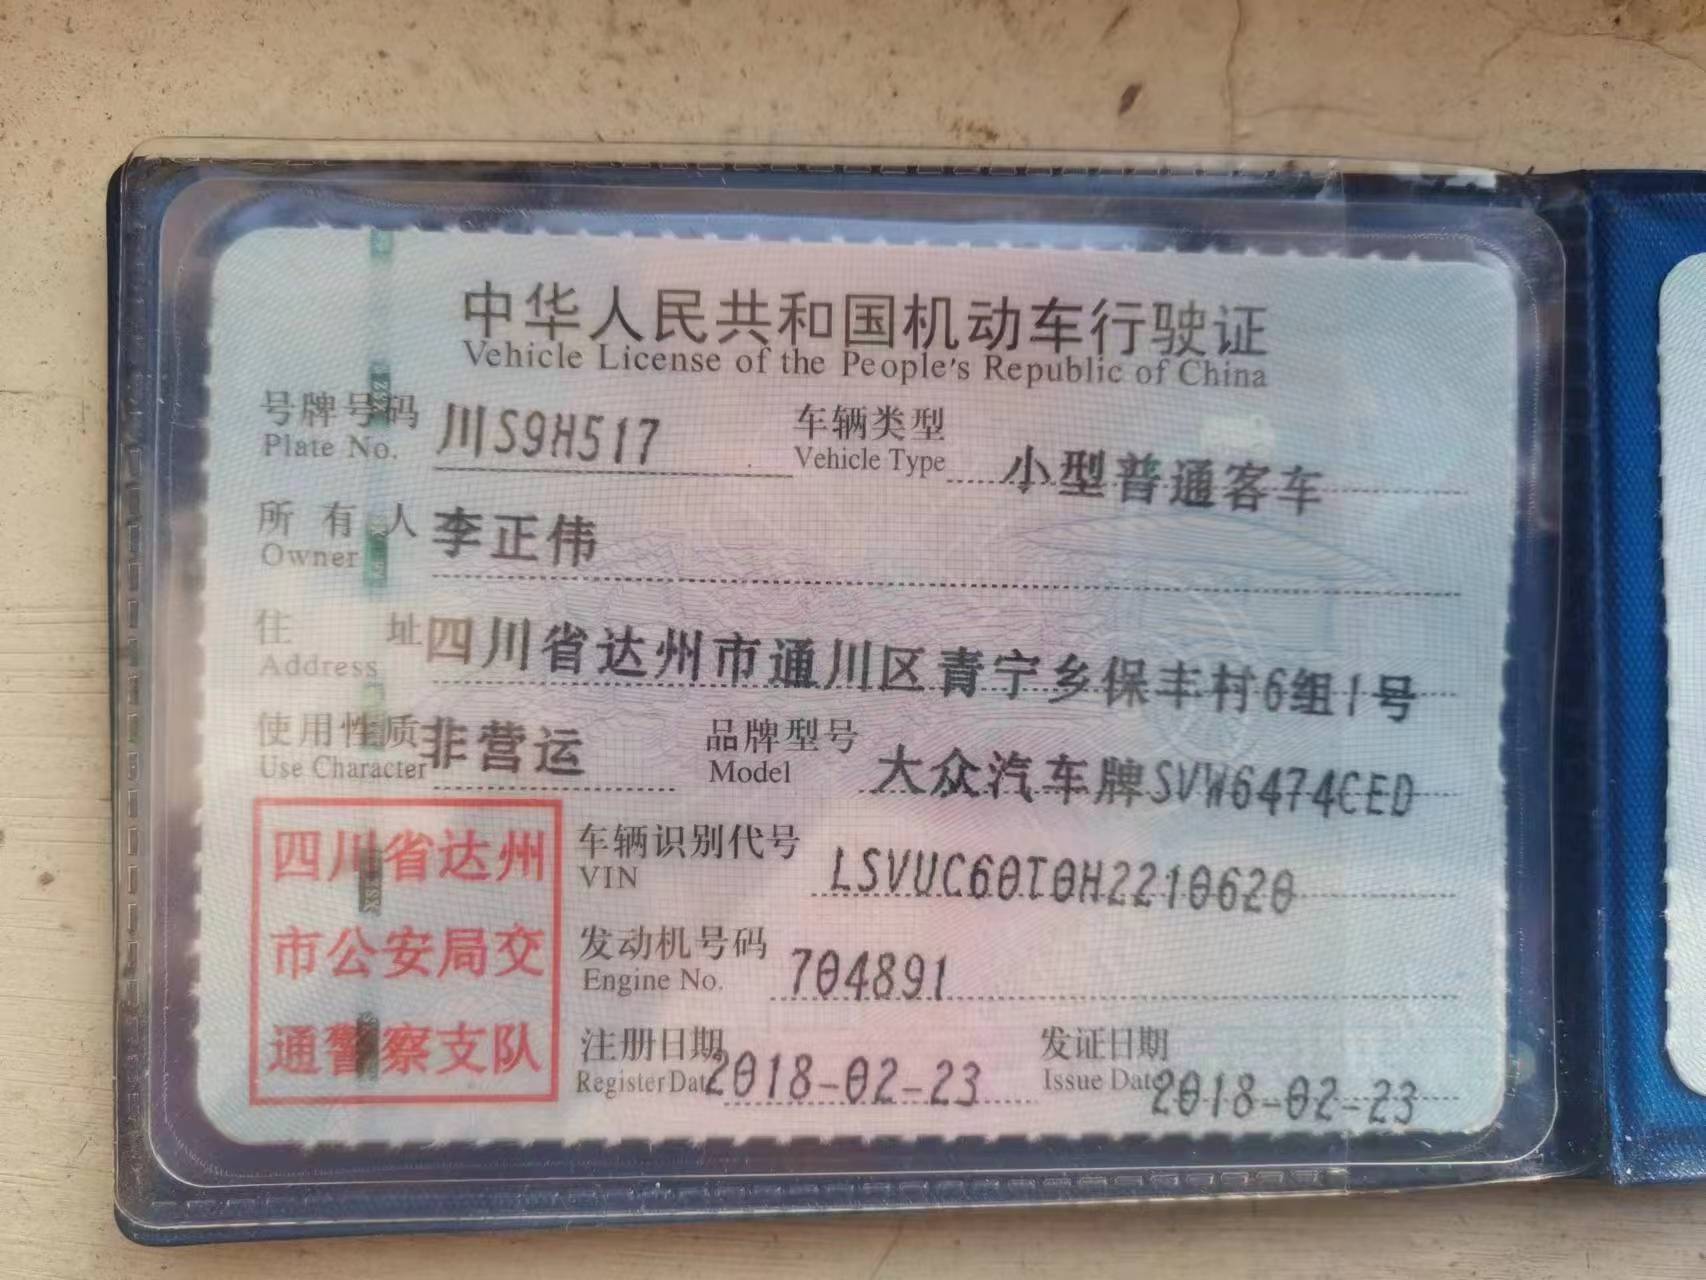 中华人民共和国机动车行驶证
Vehicle License of the People's Republic of China
号牌号码 川S9H517 车辆类型 小型普通客车
Plate No. Vehicle Type
所有人 李正伟
Owner
住址 四川省达州市通川区青宁乡保丰村6组1号
Address
使用性质 非营运 品牌型号 大众汽车牌SVW6474CED
Use Character Model
四川省达州
市公安局交
通警察支队
车辆识别代号 LSVUC60T0H2210620
VIN
发动机号码 704891
Engine No.
注册日期 2018-02-23 发证日期 2018-02-23
Register Date Issue Date